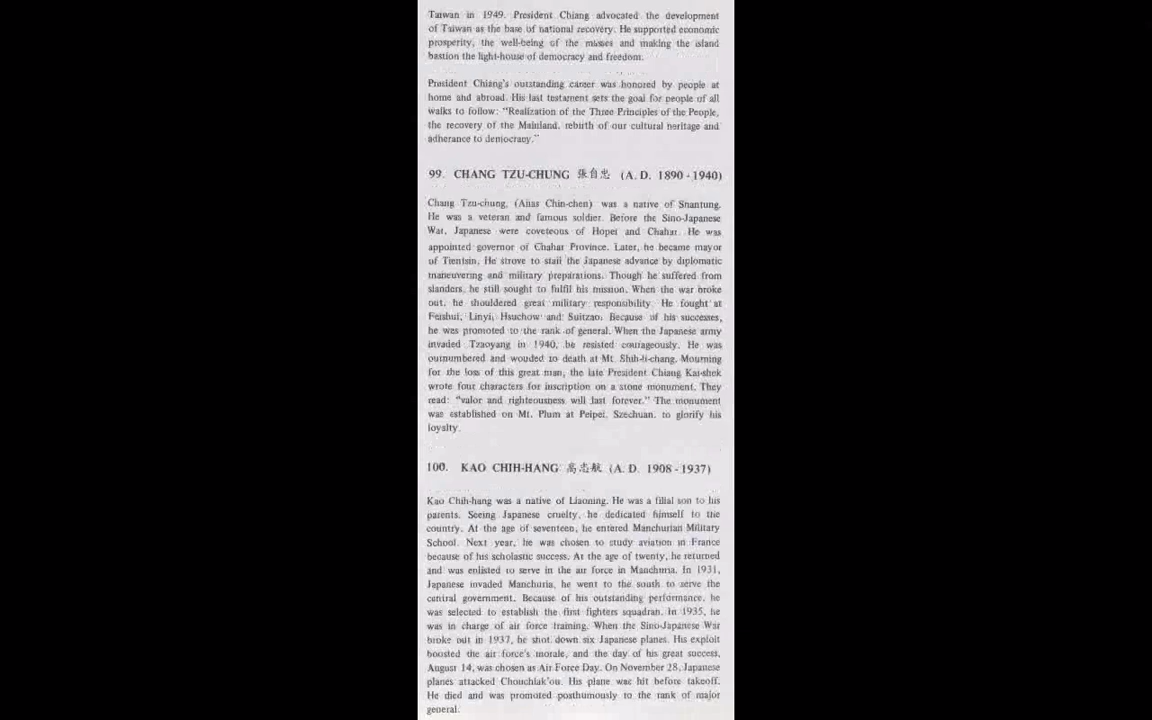 Taiwan in 1949. President Chiang advocated the development
of Taiwan as the base of national recovery. He supported economic
prosperity, the well-being of the masses and making the island
bastion the light-house of democracy and freedom.
President Chiang's outstanding career was honored by people at
home and abroad. His last testament sets the goal for people of all
walks to follow: "Realization of the Three Principles of the People,
the recovery of the Mainland, rebirth of our cultural heritage and
adherance to democracy."
99. CHANG TZU-CHUNG 張自忠 (A. D. 1890 - 1940)
Chang Tzu-chung, (Alias Chin-chen) was a native of Shantung.
He was a veteran and famous soldier. Before the Sino-Japanese
War, Japanese were coveteous of Hopei and Chahar. He was
appointed governor of Chahar Province. Later, he became mayor
of Tientsin. He strove to stall the Japanese advance by diplomatic
maneuvering and military preparations. Though he suffered from
slanders, he still sought to fulfil his mission. When the war broke
out, he shouldered great military responsibility. He fought at
Feishui, Linyi, Hsuchow and Suitzao. Because of his successes,
he was promoted to the rank of general. When the Japanese army
invaded Tzaoyang in 1940, he resisted courageously. He was
outnumbered and wouded to death at Mt. Shih-li-chang. Mourning
for the loss of this great man, the late President Chiang Kai-shek
wrote four characters for inscription on a stone monument. They
read: "valor and righteousness will last forever." The monument
was established on Mt. Plum at Peipei, Szechuan, to glorify his
loyalty.
100. KAO CHIH-HANG 高志航 (A. D. 1908 - 1937)
Kao Chih-hang was a native of Liaoning. He was a filial son to his
parents. Seeing Japanese cruelty, he dedicated himself to the
country. At the age of seventeen, he entered Manchurian Military
School. Next year, he was chosen to study aviation in France
because of his scholastic success. At the age of twenty, he returned
and was enlisted to serve in the air force in Manchuria. In 1931,
Japanese invaded Manchuria, he went to the south to serve the
central government. Because of his outstanding performance, he
was selected to establish the first fighters squadran. In 1935, he
was in charge of air force training. When the Sino-Japanese War
broke out in 1937, he shot down six Japanese planes. His exploit
boosted the air force's morale, and the day of his great success,
August 14, was chosen as Air Force Day. On November 28, Japanese
planes attacked Chouchiak'ou. His plane was hit before takeoff.
He died and was promoted posthumously to the rank of major
general.